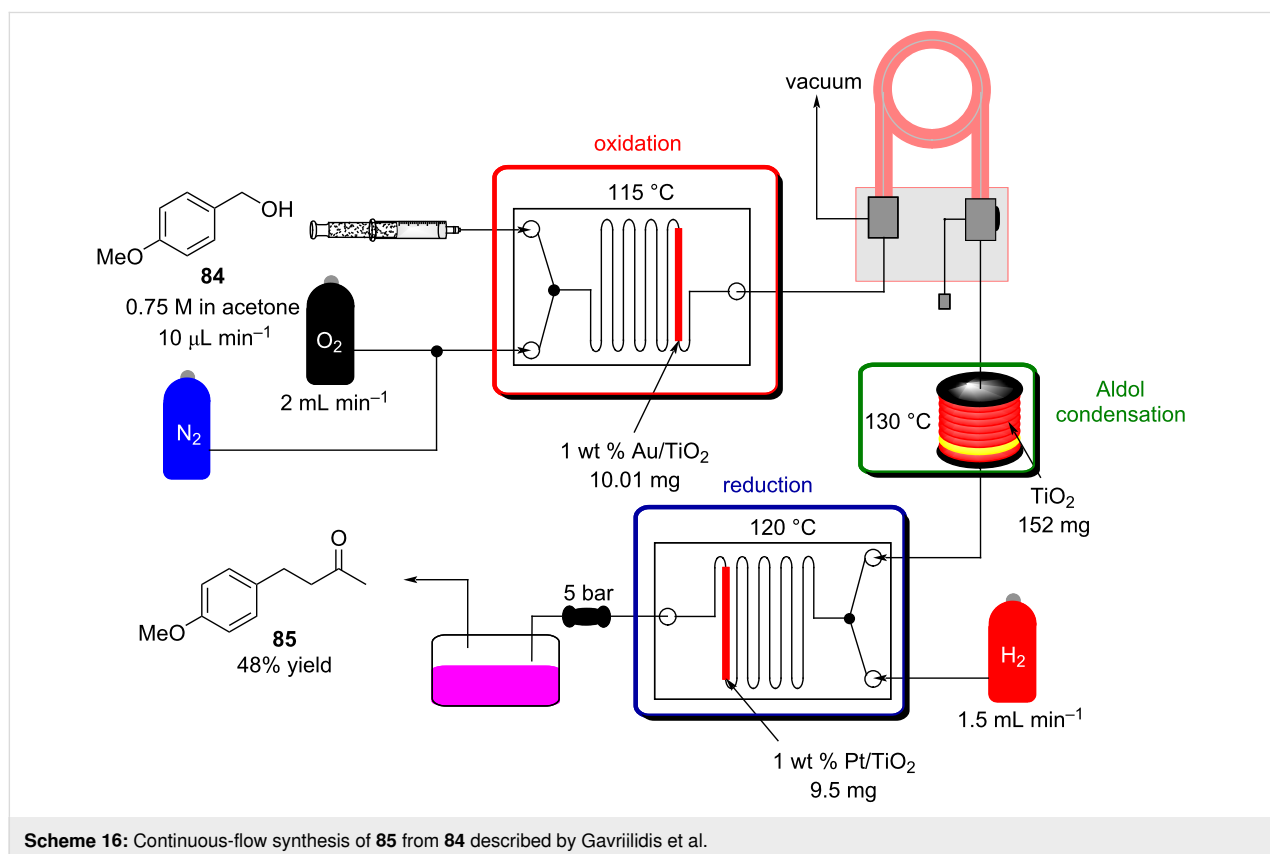 vacuum
oxidation
115 °C
OH
MeO
84
0.75 M in acetone
10 μL min⁻¹
O₂
2 mL min⁻¹
N₂
1 wt % Au/TiO₂
10.01 mg
Aldol
condensation
130 °C
TiO₂
152 mg
reduction
120 °C
5 bar
O
MeO
85
48% yield
H₂
1.5 mL min⁻¹
1 wt % Pt/TiO₂
9.5 mg
Scheme 16: Continuous-flow synthesis of 85 from 84 described by Gavriilidis et al.